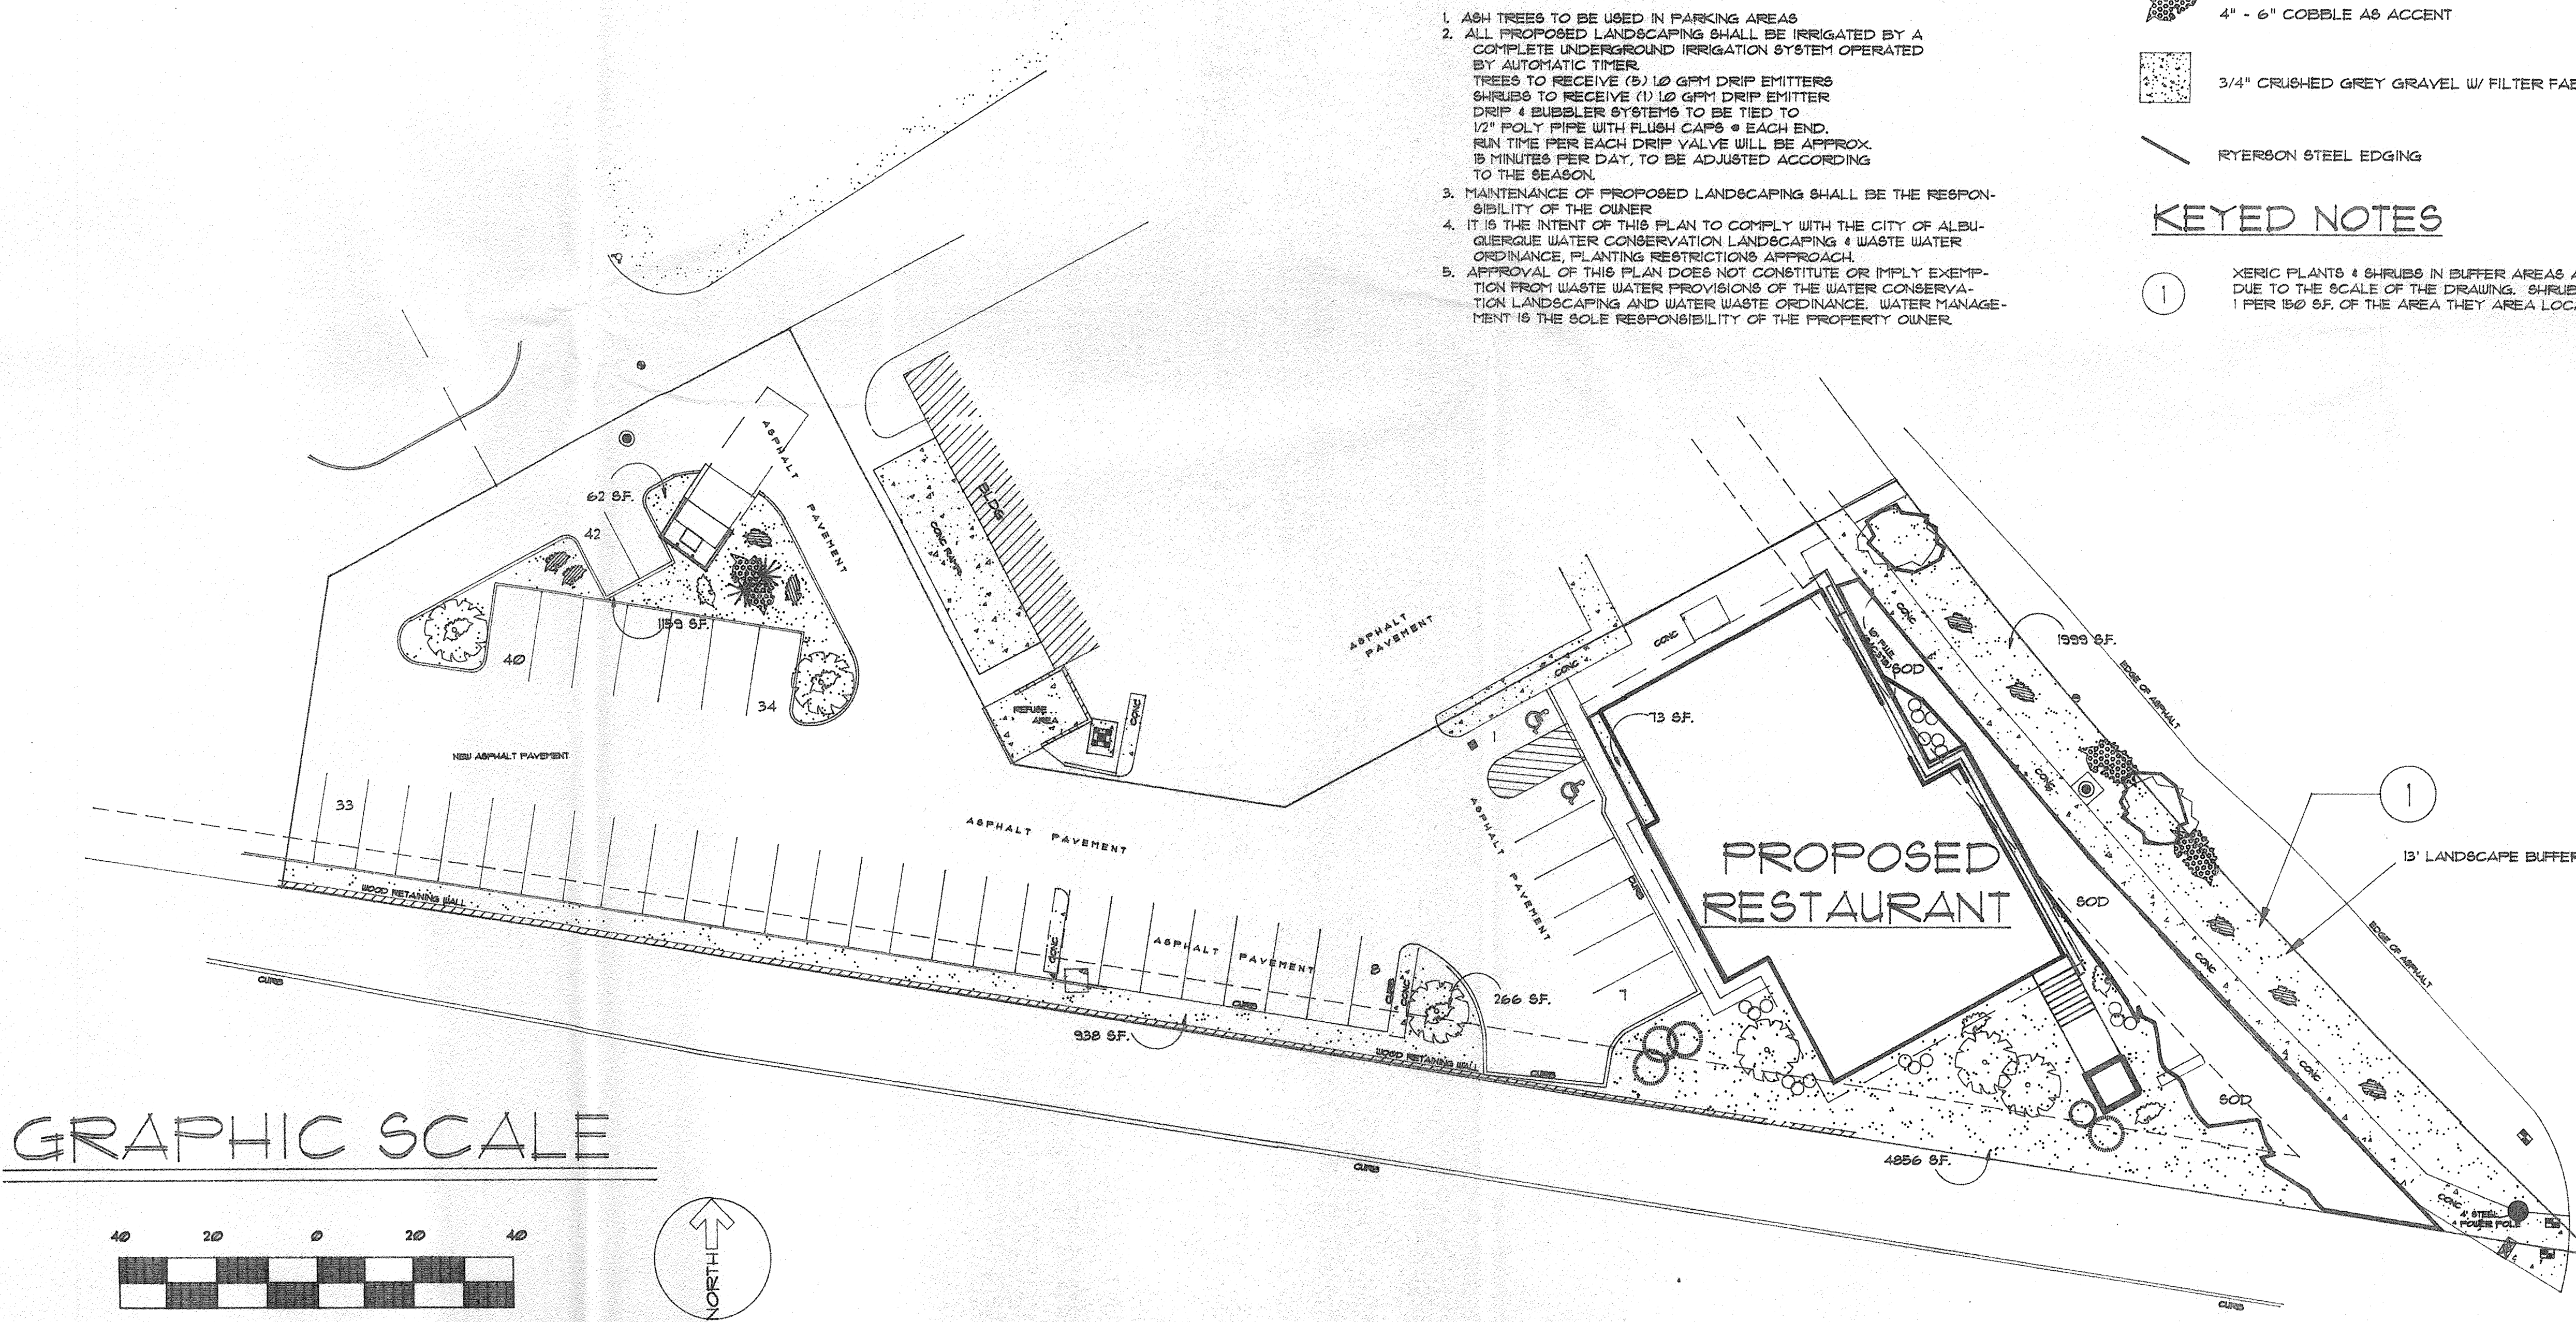 1. ASH TREES TO BE USED IN PARKING AREAS
2. ALL PROPOSED LANDSCAPING SHALL BE IRRIGATED BY A
COMPLETE UNDERGROUND IRRIGATION SYSTEM OPERATED
BY AUTOMATIC TIMER.
TREES TO RECEIVE (5) 1.0 GPM DRIP EMITTERS
SHRUBS TO RECEIVE (1) 1.0 GPM DRIP EMITTER
DRIP & BUBBLER SYSTEMS TO BE TIED TO
1/2" POLY PIPE WITH FLUSH CAPS @ EACH END.
RUN TIME PER EACH DRIP VALVE WILL BE APPROX.
15 MINUTES PER DAY, TO BE ADJUSTED ACCORDING
TO THE SEASON.
3. MAINTENANCE OF PROPOSED LANDSCAPING SHALL BE THE RESPON-
SIBILITY OF THE OWNER
4. IT IS THE INTENT OF THIS PLAN TO COMPLY WITH THE CITY OF ALBU-
QUERQUE WATER CONSERVATION LANDSCAPING & WASTE WATER
ORDINANCE, PLANTING RESTRICTIONS APPROACH.
5. APPROVAL OF THIS PLAN DOES NOT CONSTITUTE OR IMPLY EXEMP-
TION FROM WASTE WATER PROVISIONS OF THE WATER CONSERVA-
TION LANDSCAPING AND WATER WASTE ORDINANCE. WATER MANAGE-
MENT IS THE SOLE RESPONSIBILITY OF THE PROPERTY OWNER.
4" - 6" COBBLE AS ACCENT
3/4" CRUSHED GREY GRAVEL W/ FILTER FAB
RYERSON STEEL EDGING
KEYED NOTES
1
XERIC PLANTS & SHRUBS IN BUFFER AREAS A
DUE TO THE SCALE OF THE DRAWING. SHRUB
1 PER 150 S.F. OF THE AREA THEY AREA LOCA
ASPHALT PAVEMENT
62 S.F.
42
BLDG
CONC RAMP
1159 S.F.
40
34
REFUSE
AREA
CONC
NEW ASPHALT PAVEMENT
33
WOOD RETAINING WALL
CURB
ASPHALT PAVEMENT
ASPHALT
PAVEMENT
CONC
CONC
CONC
SOD
1999 S.F.
EDGE OF ASPHALT
1
73 S.F.
1
ASPHALT PAVEMENT
CURB
PROPOSED
RESTAURANT
CONC
1
13' LANDSCAPE BUFFER
SOD
EDGE OF ASPHALT
CONC
ASPHALT PAVEMENT
CONC
8
CURB
CONC
266 S.F.
7
CURB
938 S.F.
WOOD RETAINING WALL
CURB
CONC
SOD
4856 S.F.
CURB
CONC
4' STEEL
POWER POLE
CURB
GRAPHIC SCALE
40 20 0 20 40
NORTH